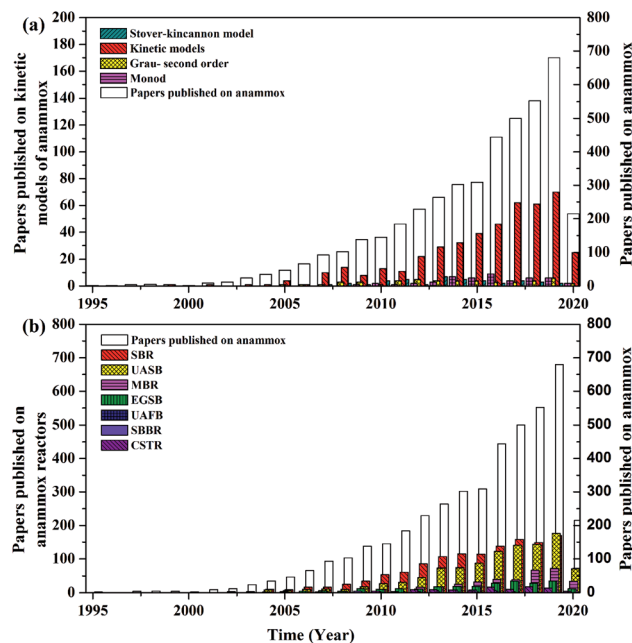 (a)
Stover-kincannon model
Kinetic models
Grau- second order
Monod
Papers published on anammox
Papers published on kinetic
models of anammox
200
180
160
140
120
100
80
60
40
20
0
800
700
600
500
400
300
200
100
0
Papers published on anammox
1995
2000
2005
2010
2015
2020
(b)
Papers published on anammox
SBR
UASB
MBR
EGSB
UAFB
SBBR
CSTR
Papers published on
anammox reactors
800
700
600
500
400
300
200
100
0
800
700
600
500
400
300
200
100
0
Papers published on anammox
1995
2000
2005
2010
2015
2020
Time (Year)